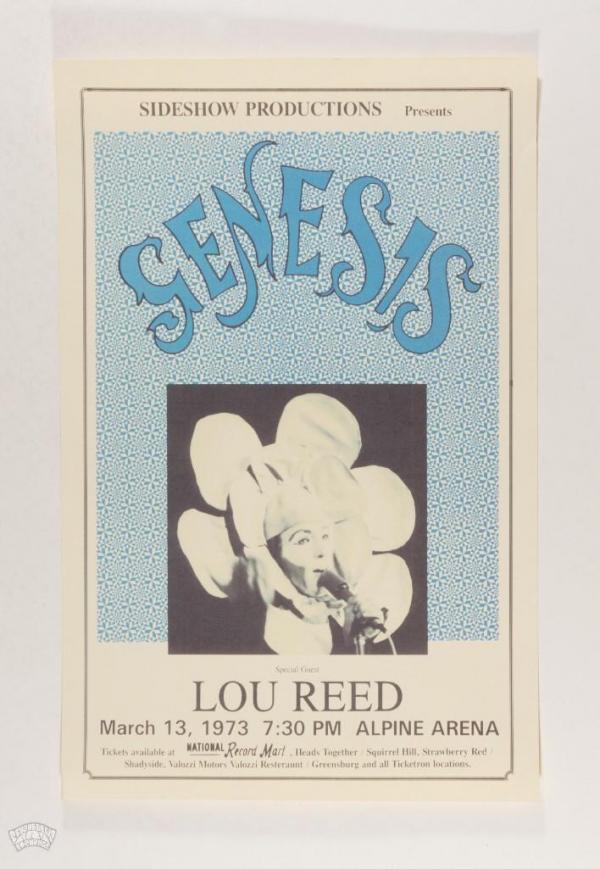 SIDESHOW PRODUCTIONS Presents
GENESIS
Special Guest
LOU REED
March 13, 1973 7:30 PM ALPINE ARENA
Tickets available at NATIONAL Record Mart , Heads Together / Squirrel Hill, Strawberry Red /
Shadyside, Valozzi Motors Valozzi Resteraunt / Greensburg and all Ticketron locations.